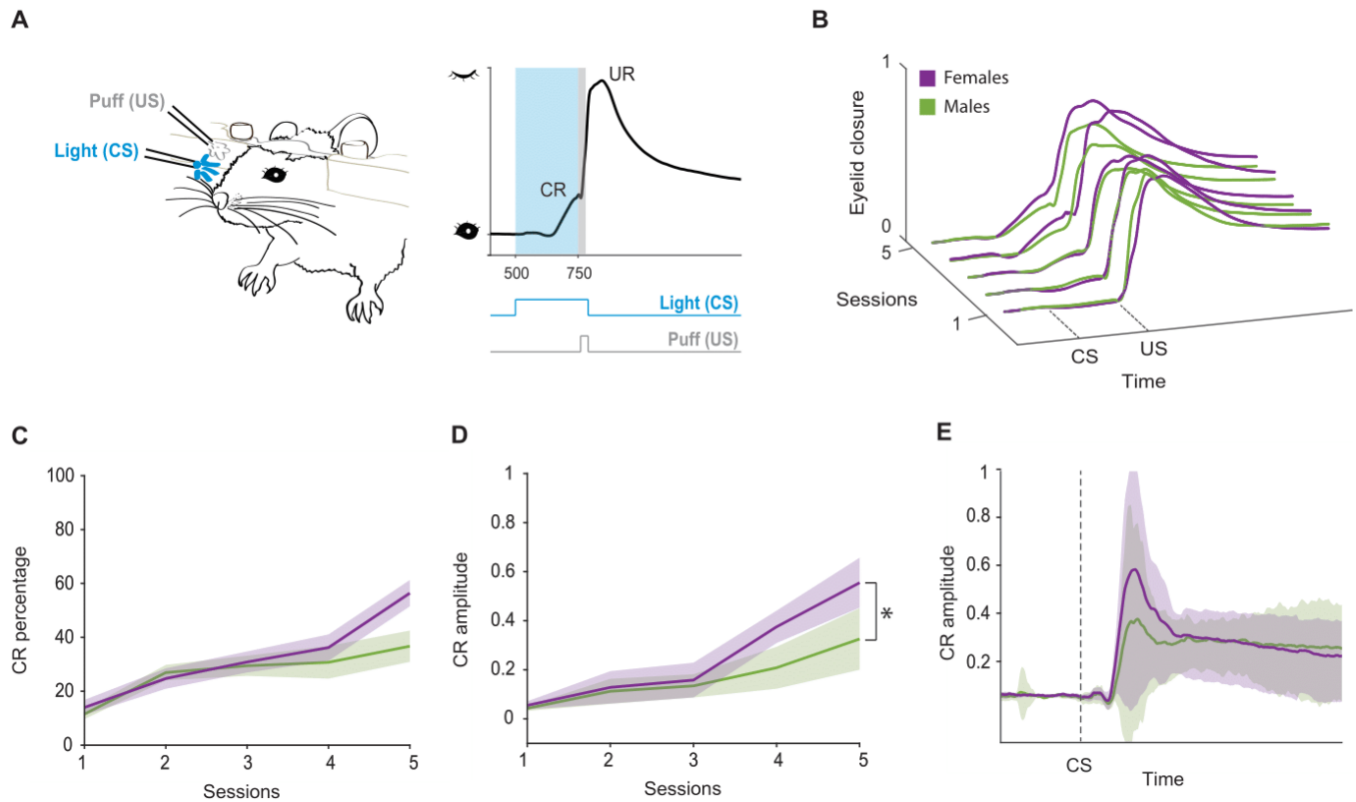 A
Puff (US)
Light (CS)
UR
CR
500
750
Light (CS)
Puff (US)
B
1
Females
Males
Eyelid closure
0
5
Sessions
1
CS
US
Time
C
100
80
60
40
20
0
CR percentage
1
2
3
4
5
Sessions
D
1
0.8
0.6
0.4
0.2
0
CR amplitude
*
1
2
3
4
5
Sessions
E
1
0.8
0.6
0.4
0.2
CR amplitude
CS
Time